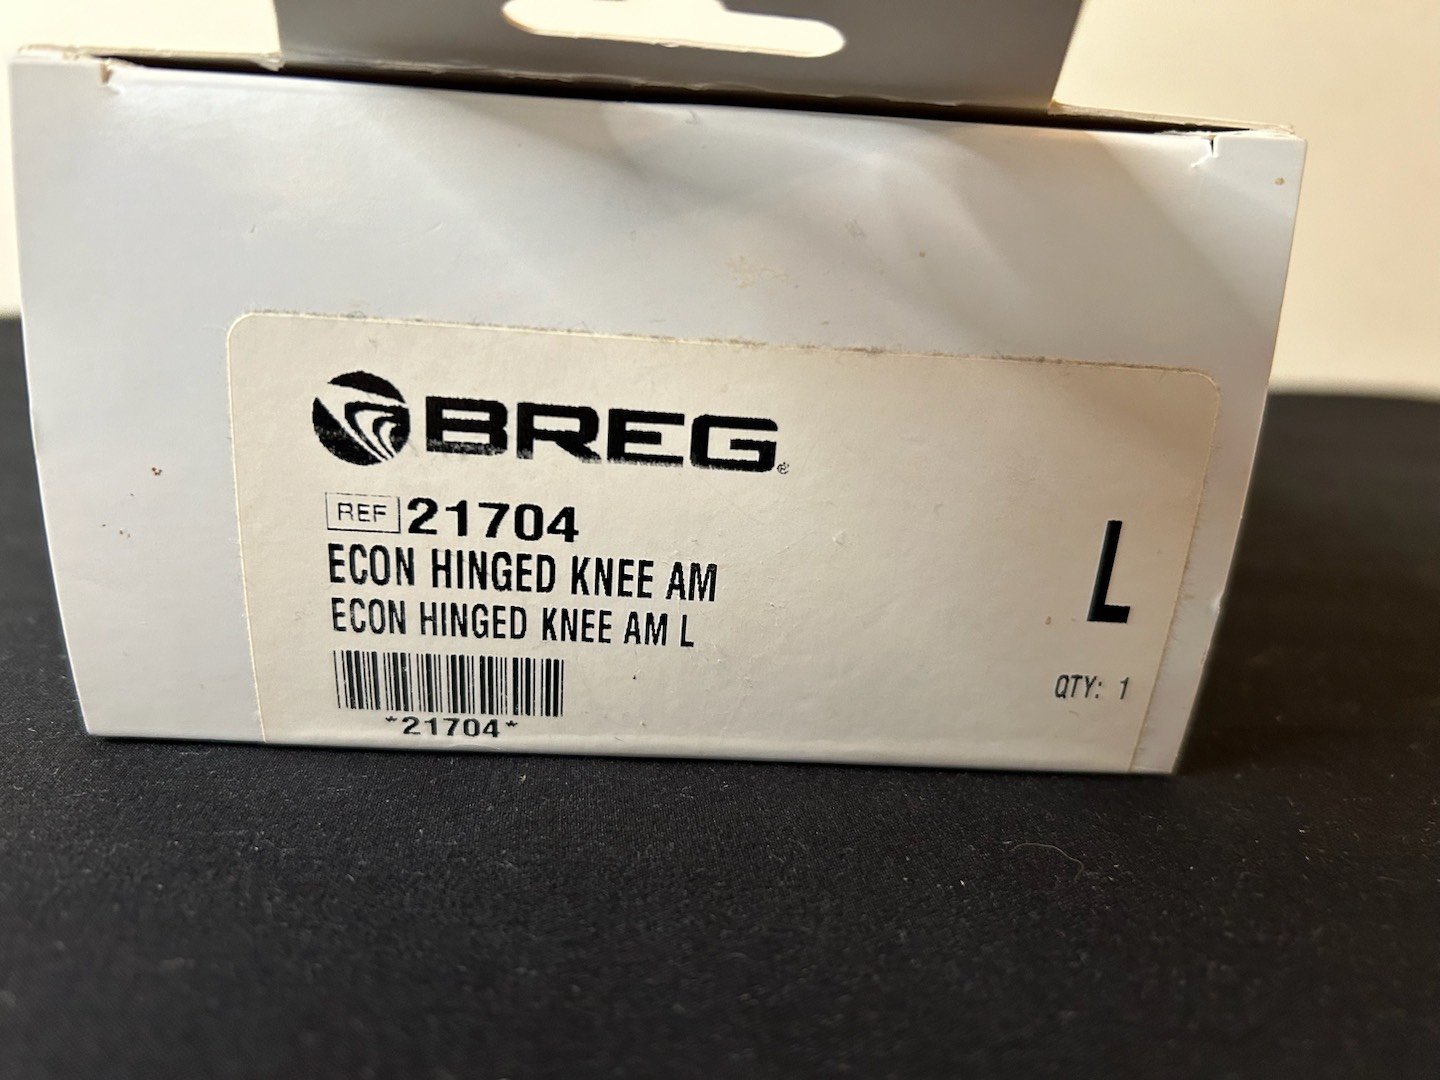 BREG®
REF 21704
ECON HINGED KNEE AM
ECON HINGED KNEE AM L
*21704*
L
QTY: 1